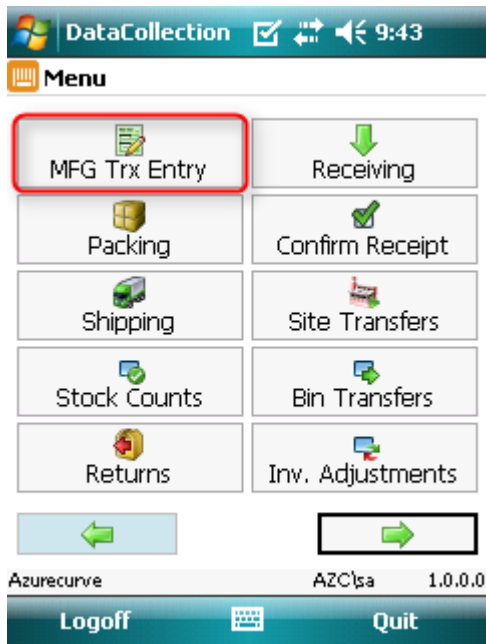 DataCollection 9:43
Menu
MFG Trx Entry Receiving
Packing Confirm Receipt
Shipping Site Transfers
Stock Counts Bin Transfers
Returns Inv. Adjustments
Azurecurve AZC\sa 1.0.0.0
Logoff Quit